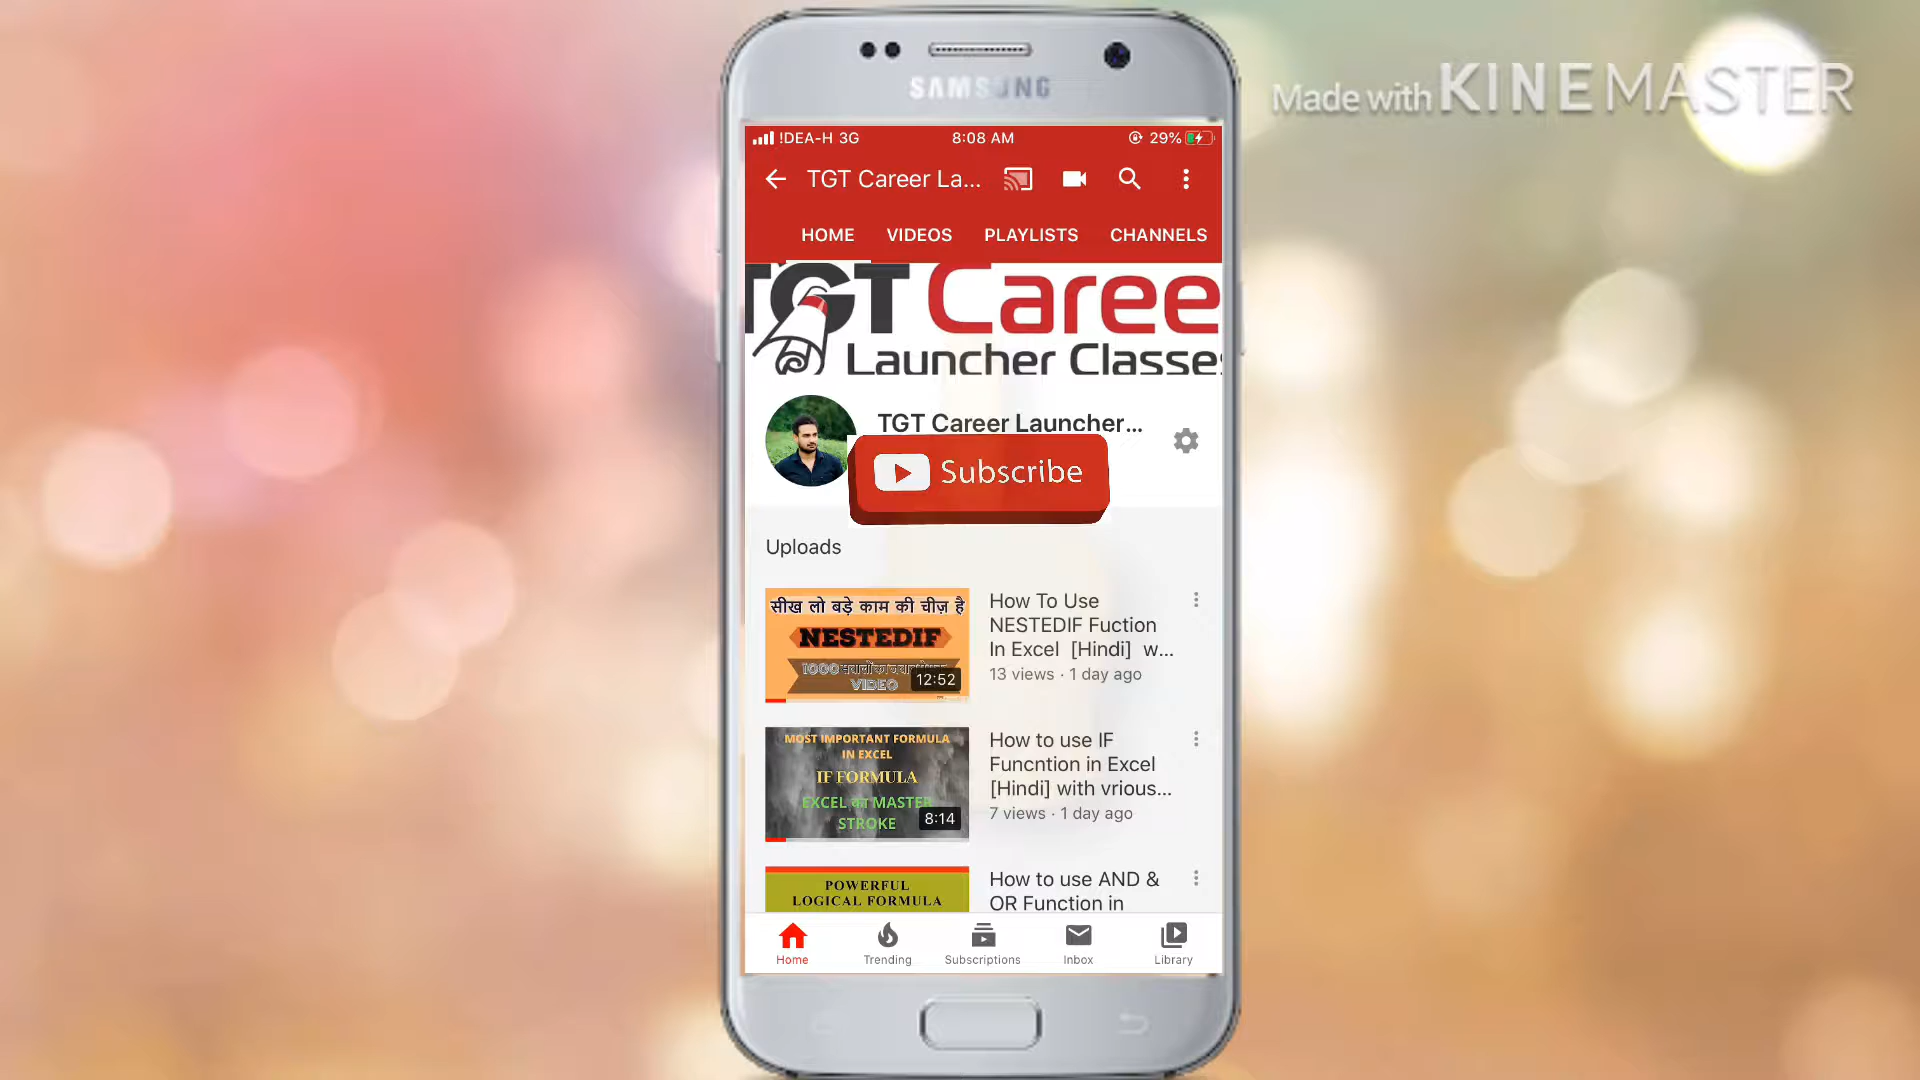 SAMSUNG
Made with KINEMASTER
!DEA-H 3G 8:08 AM 29%
TGT Career La...
HOME VIDEOS PLAYLISTS CHANNELS
TGT Caree
Launcher Classes
TGT Career Launcher...
Subscribe
Uploads
सीख लो बड़े काम की चीज़ है
NESTEDIF
VIDEO
12:52
How To Use
NESTEDIF Fuction
In Excel [Hindi] w...
13 views · 1 day ago
MOST IMPORTANT FORMULA
IN EXCEL
IF FORMULA
EXCEL का MASTER
STROKE
8:14
How to use IF
Funcntion in Excel
[Hindi] with vrious...
7 views · 1 day ago
POWERFUL
LOGICAL FORMULA
How to use AND &
OR Function in
Home Trending Subscriptions Inbox Library